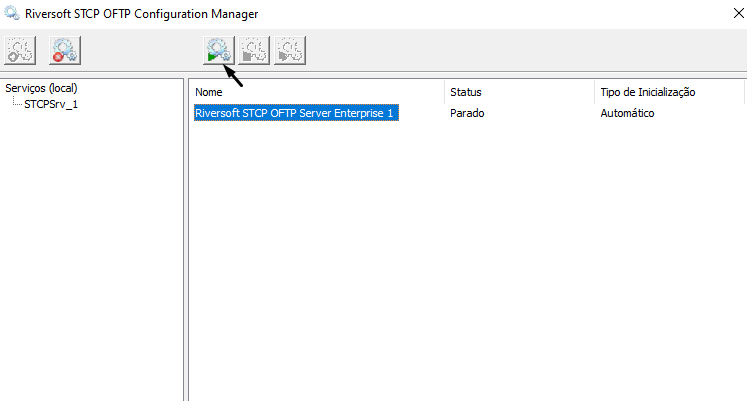 Riversoft STCP OFTP Configuration Manager
Serviços (local)
STCPSrv_1
Nome Status Tipo de Inicialização
Riversoft STCP OFTP Server Enterprise 1 Parado Automático